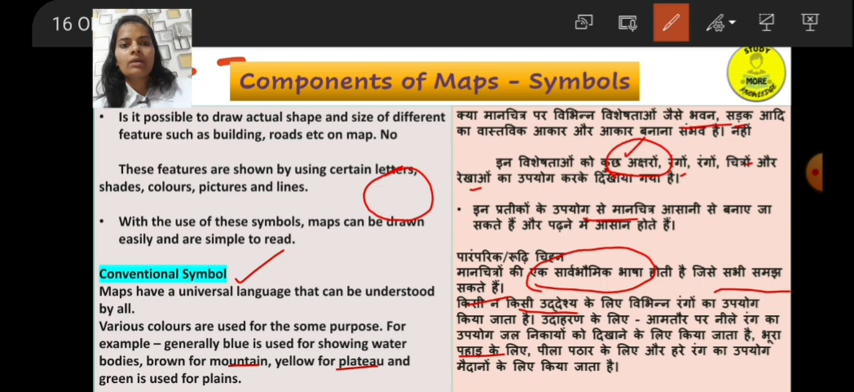 16 O
STUDY
MORE
KNOWLEDGE
Components of Maps - Symbols
• Is it possible to draw actual shape and size of different
feature such as building, roads etc on map. No
These features are shown by using certain letters,
shades, colours, pictures and lines.
• With the use of these symbols, maps can be drawn
easily and are simple to read.
Conventional Symbol
Maps have a universal language that can be understood
by all.
Various colours are used for the some purpose. For
example – generally blue is used for showing water
bodies, brown for mountain, yellow for plateau and
green is used for plains.
क्या मानचित्र पर विभिन्न विशेषताओं जैसे भवन, सड़क आदि
का वास्तविक आकार और आकार बनाना संभव है। नहीं
इन विशेषताओं को कुछ अक्षरों, रंगों, रंगों, चित्रों और
रेखाओं का उपयोग करके दिखाया गया है।
• इन प्रतीकों के उपयोग से मानचित्र आसानी से बनाए जा
सकते हैं और पढ़ने में आसान होते हैं।
पारंपरिक/रूढ़ि चिह्न
मानचित्रों की एक सार्वभौमिक भाषा होती है जिसे सभी समझ
सकते हैं।
किसी न किसी उद्देश्य के लिए विभिन्न रंगों का उपयोग
किया जाता है। उदाहरण के लिए - आमतौर पर नीले रंग का
उपयोग जल निकायों को दिखाने के लिए किया जाता है, भूरा
पहाड़ के लिए, पीला पठार के लिए और हरे रंग का उपयोग
मैदानों के लिए किया जाता है।